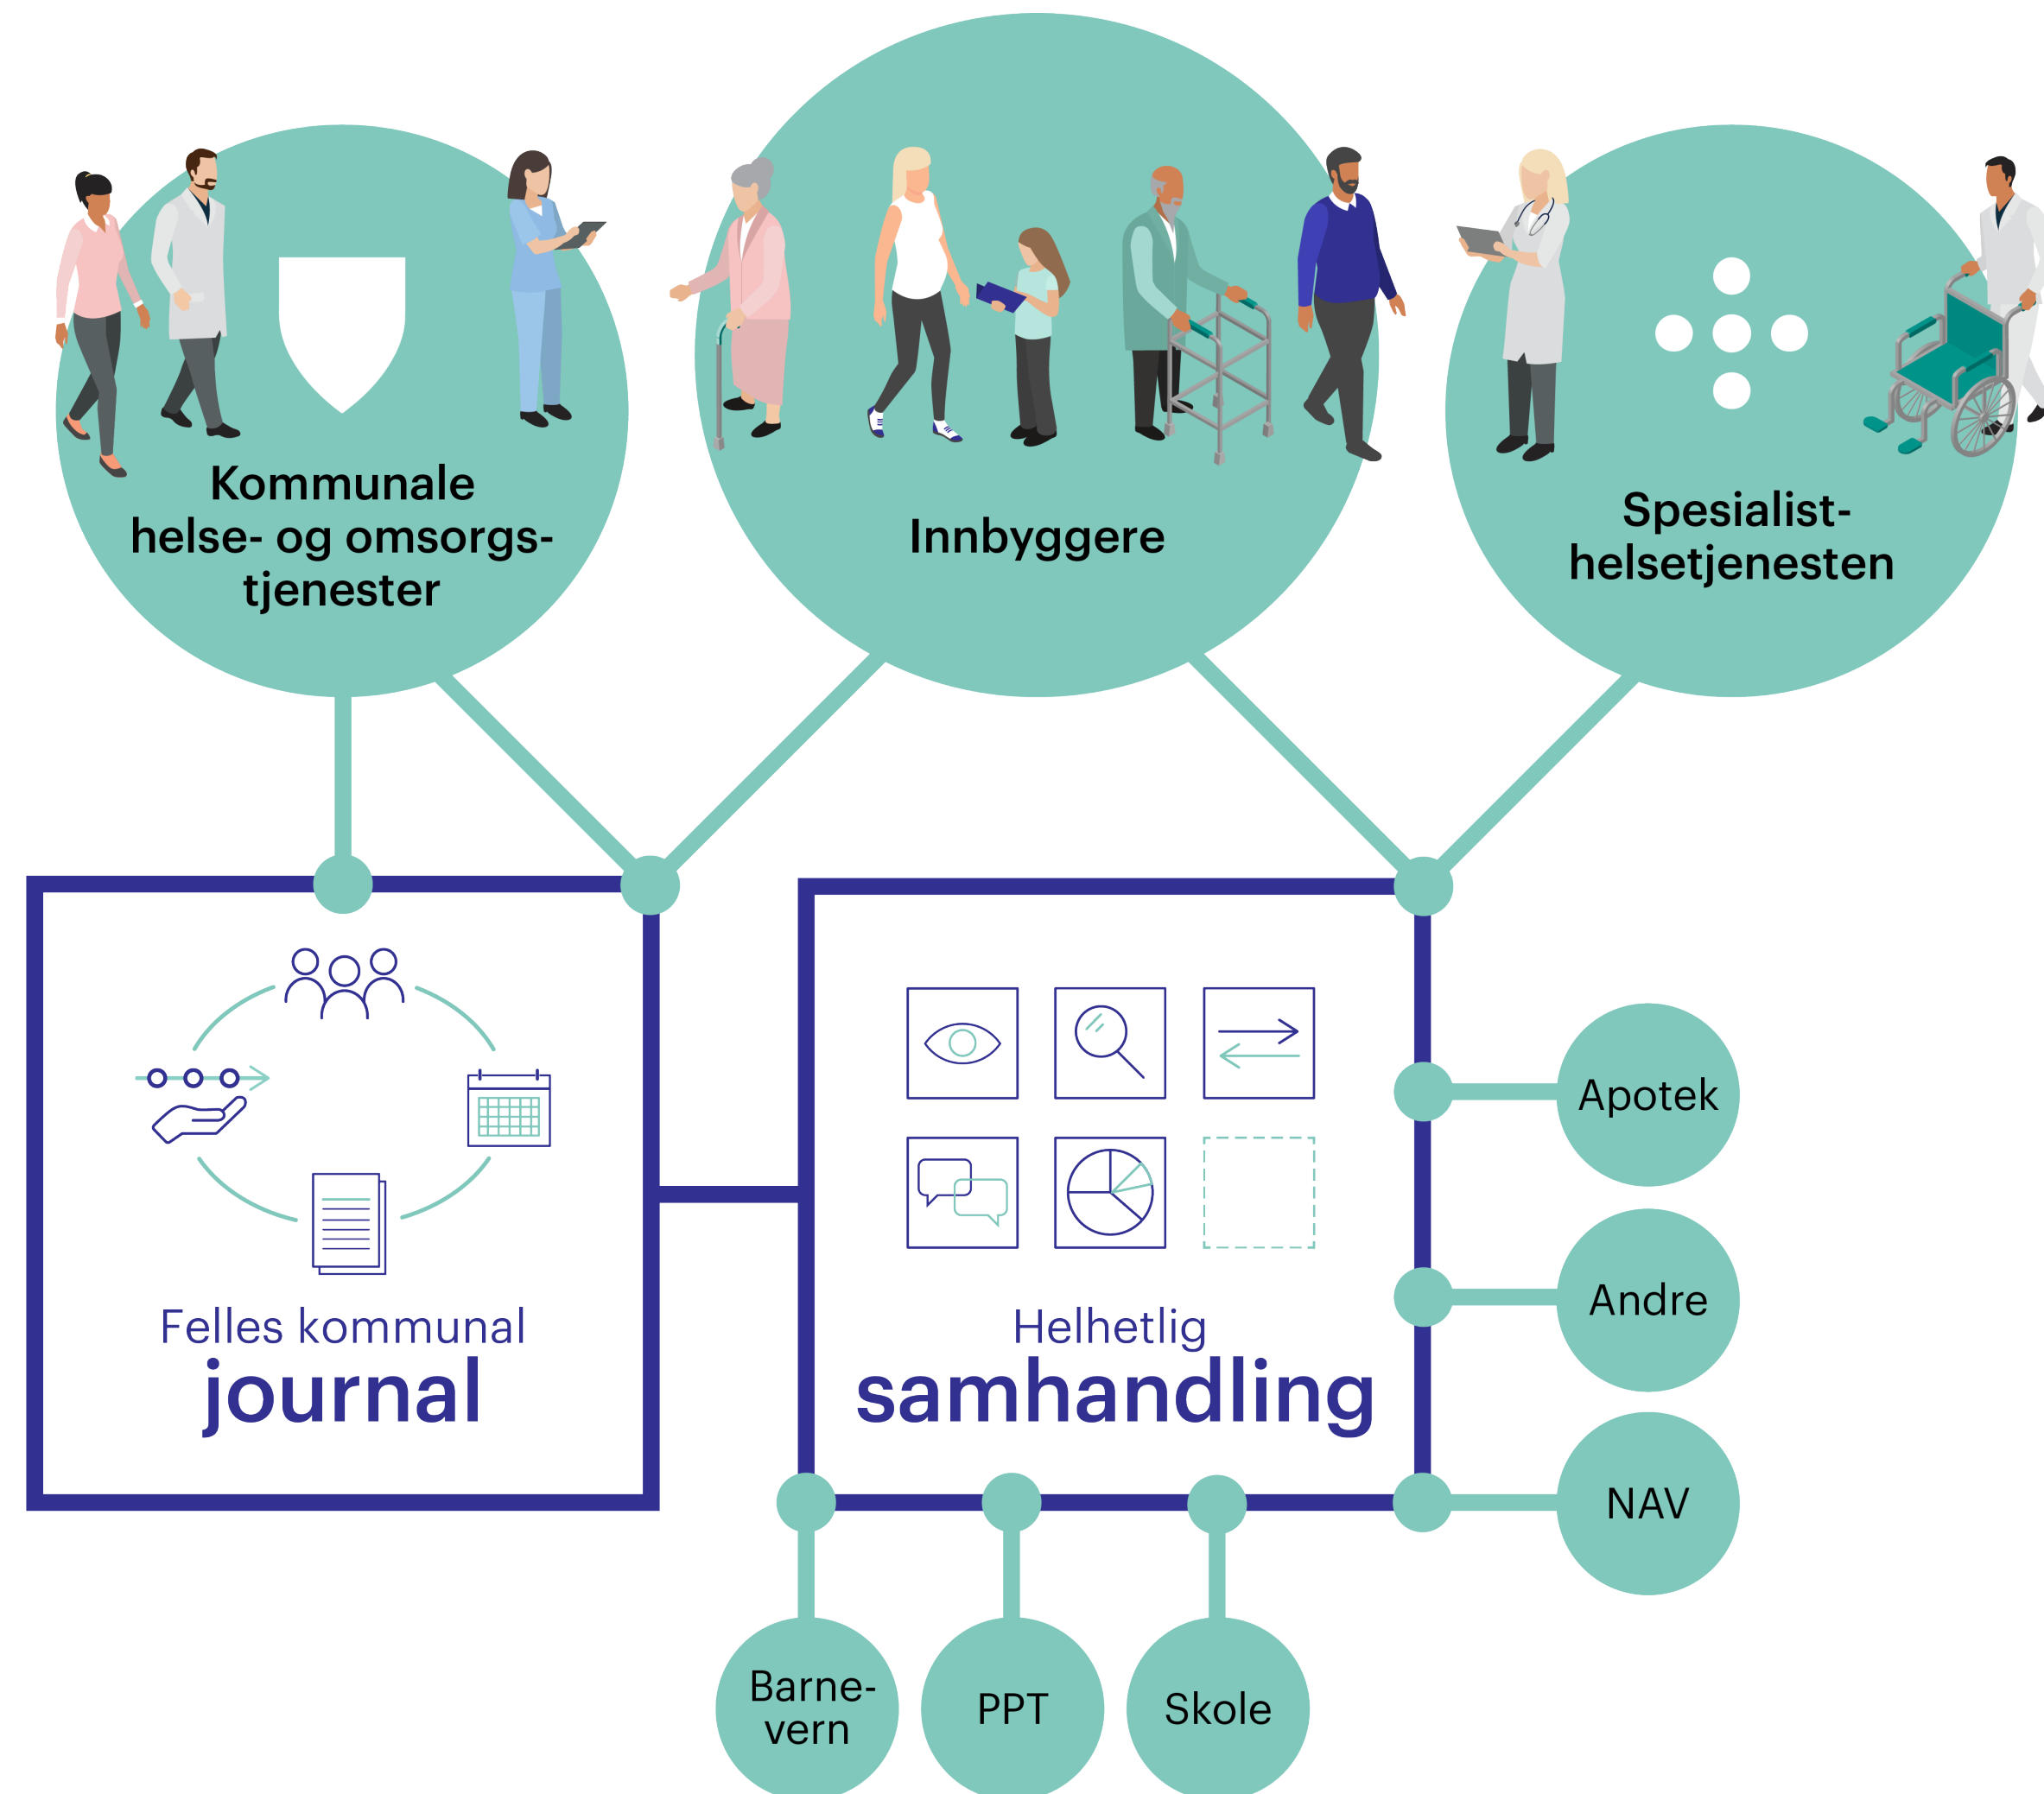 Kommunale
helse- og omsorgs-
tjenester
Innbyggere
Spesialist-
helsetjenesten
Felles kommunal
journal
Helhetlig
samhandling
Apotek
Andre
NAV
Barne-
vern
PPT
Skole